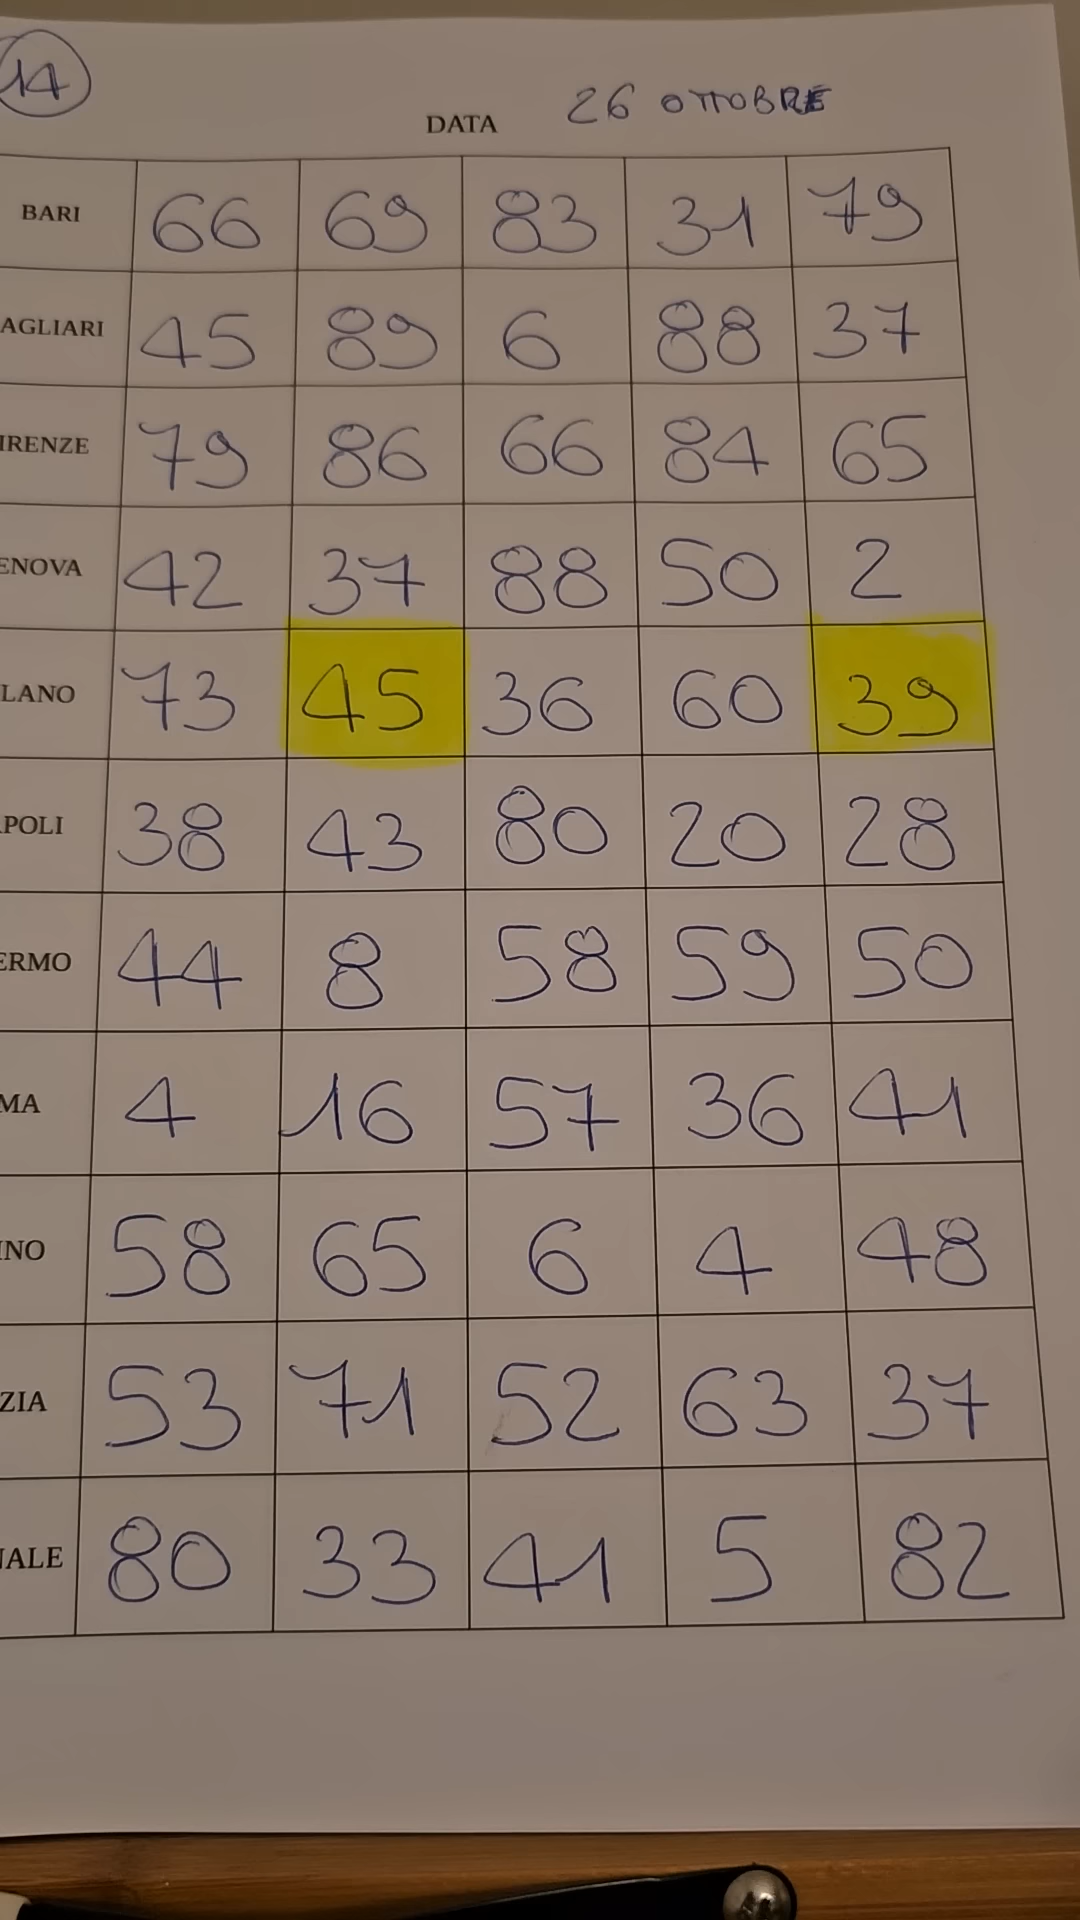 14
DATA 26 OTTOBRE
BARI 66 69 83 31 79
AGLIARI 45 89 6 88 37
IRENZE 79 86 66 84 65
ENOVA 42 37 88 50 2
LANO 73 45 36 60 39
POLI 38 43 80 20 28
ERMO 44 8 58 59 50
MA 4 16 57 36 41
INO 58 65 6 4 48
ZIA 53 71 52 63 37
NALE 80 33 41 5 82